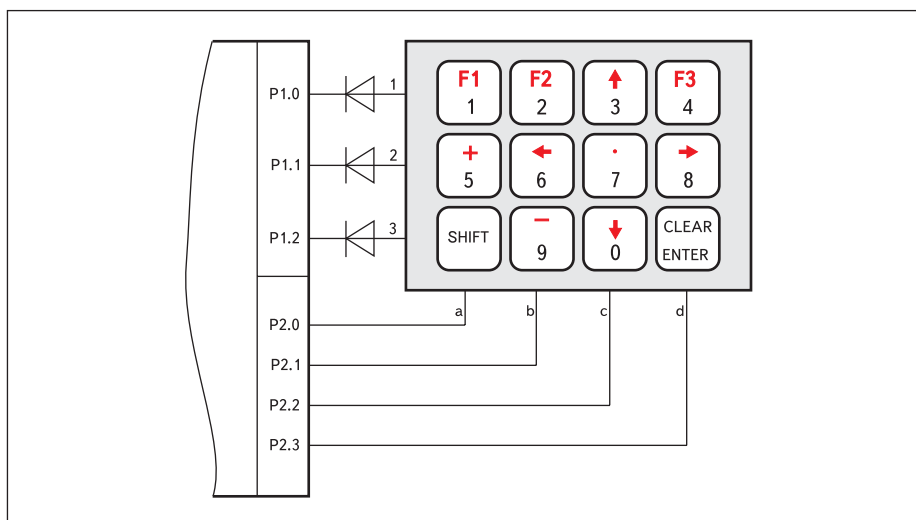 P1.0
1
P1.1
2
P1.2
3
P2.0
P2.1
P2.2
P2.3
F1 F2 F3
1 2 3 4
+ ·
5 6 7 8
SHIFT − CLEAR
9 0 ENTER
a b c d